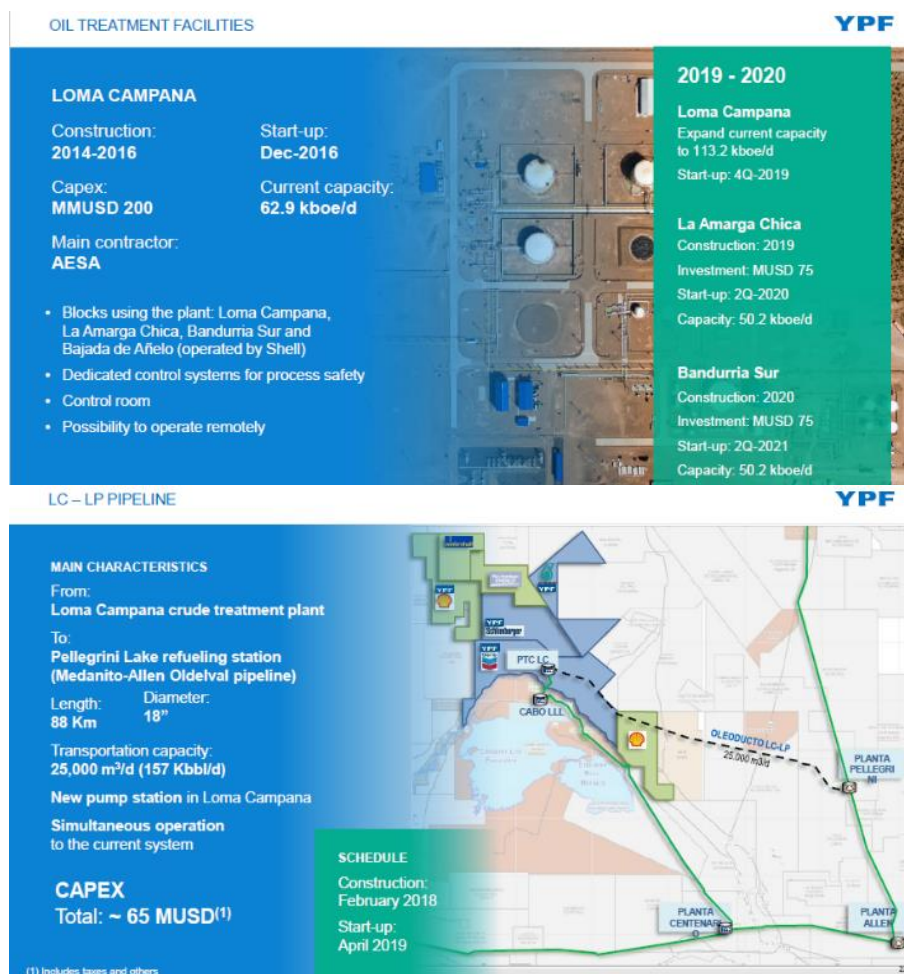 OIL TREATMENT FACILITIES
YPF
LOMA CAMPANA
Construction:
2014-2016
Start-up:
Dec-2016
Capex:
MMUSD 200
Current capacity:
62.9 kboe/d
Main contractor:
AESA
• Blocks using the plant: Loma Campana,
La Amarga Chica, Bandurria Sur and
Bajada de Añelo (operated by Shell)
• Dedicated control systems for process safety
• Control room
• Possibility to operate remotely
2019 - 2020
Loma Campana
Expand current capacity
to 113.2 kboe/d
Start-up: 4Q-2019
La Amarga Chica
Construction: 2019
Investment: MUSD 75
Start-up: 2Q-2020
Capacity: 50.2 kboe/d
Bandurria Sur
Construction: 2020
Investment: MUSD 75
Start-up: 2Q-2021
Capacity: 50.2 kboe/d
LC – LP PIPELINE
YPF
MAIN CHARACTERISTICS
From:
Loma Campana crude treatment plant
To:
Pellegrini Lake refueling station
(Medanito-Allen Oldelval pipeline)
Length:
88 Km
Diameter:
18”
Transportation capacity:
25,000 m³/d (157 Kbbl/d)
New pump station in Loma Campana
Simultaneous operation
to the current system
CAPEX
Total: ~ 65 MUSD(1)
SCHEDULE
Construction:
February 2018
Start-up:
April 2019
(1) Includes taxes and others
YPF
YPF
YPF
Schlumberger
YPF
PTC LC
CABO LLL
OLEODUCTO LC-LP
25.000 m3/d
PLANTA
PELLEGRI
NI
PLANTA
CENTENARI
PLANTA
ALLEN